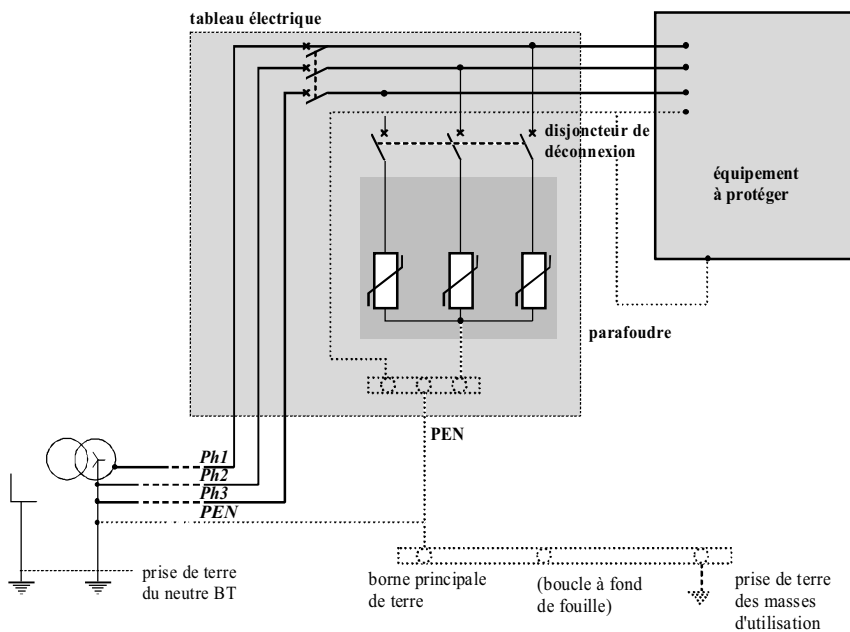 tableau électrique
disjoncteur de
déconnexion
équipement
à protéger
parafoudre
PEN
Ph1
Ph2
Ph3
PEN
prise de terre
du neutre BT
borne principale
de terre
(boucle à fond
de fouille)
prise de terre
des masses
d'utilisation